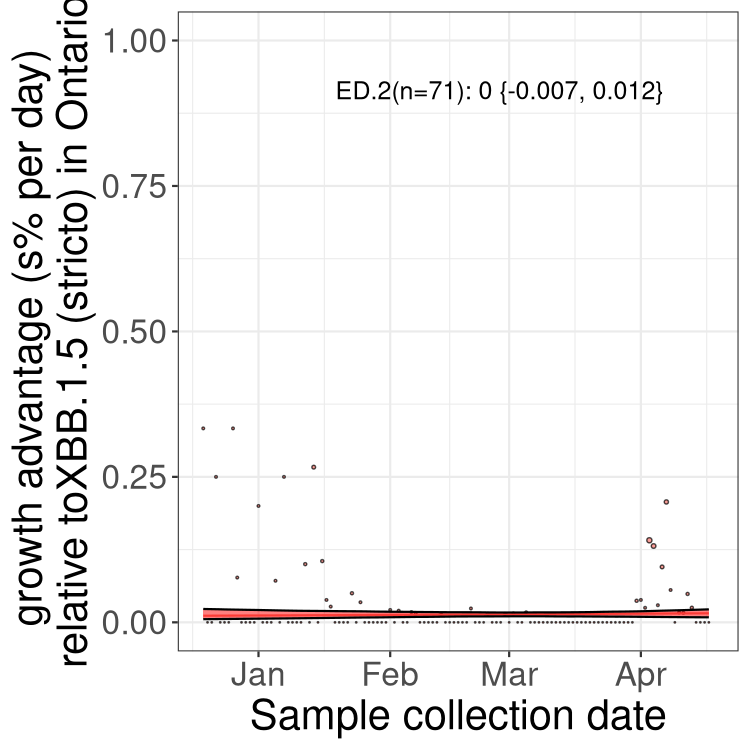 growth advantage (s% per day)
relative toXBB.1.5 (stricto) in Ontario
1.00
0.75
0.50
0.25
0.00
ED.2(n=71): 0 {-0.007, 0.012}
Jan Feb Mar Apr
Sample collection date